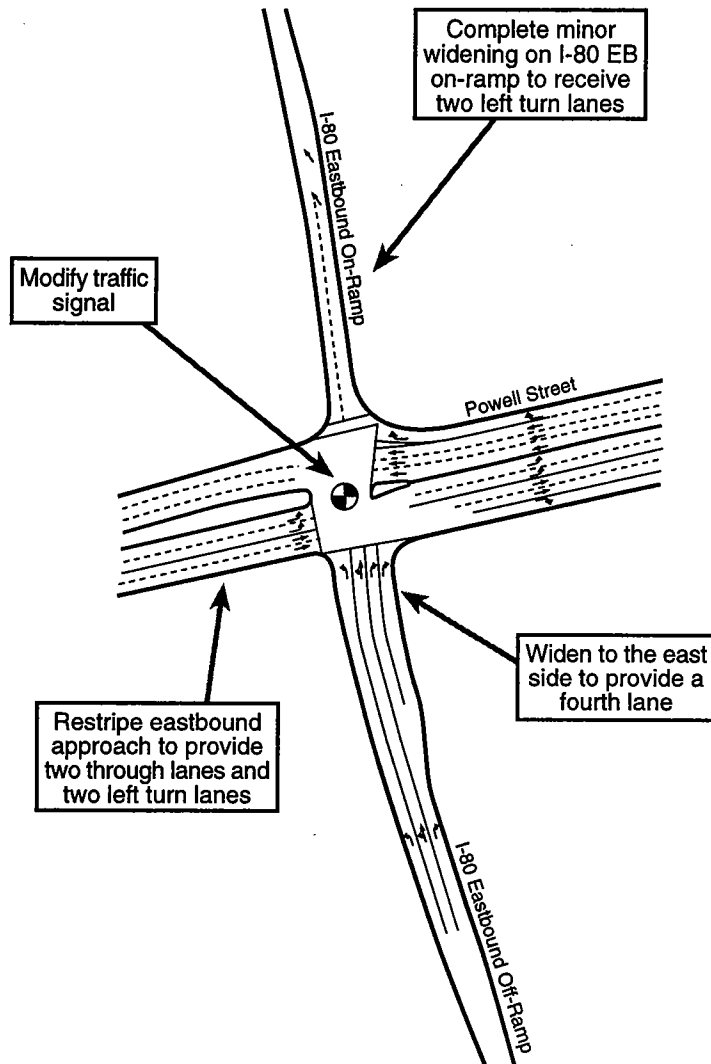 Complete minor
widening on I-80 EB
on-ramp to receive
two left turn lanes
I-80 Eastbound On-Ramp
Modify traffic
signal
Powell Street
Widen to the east
side to provide a
fourth lane
Restripe eastbound
approach to provide
two through lanes and
two left turn lanes
I-80 Eastbound Off-Ramp